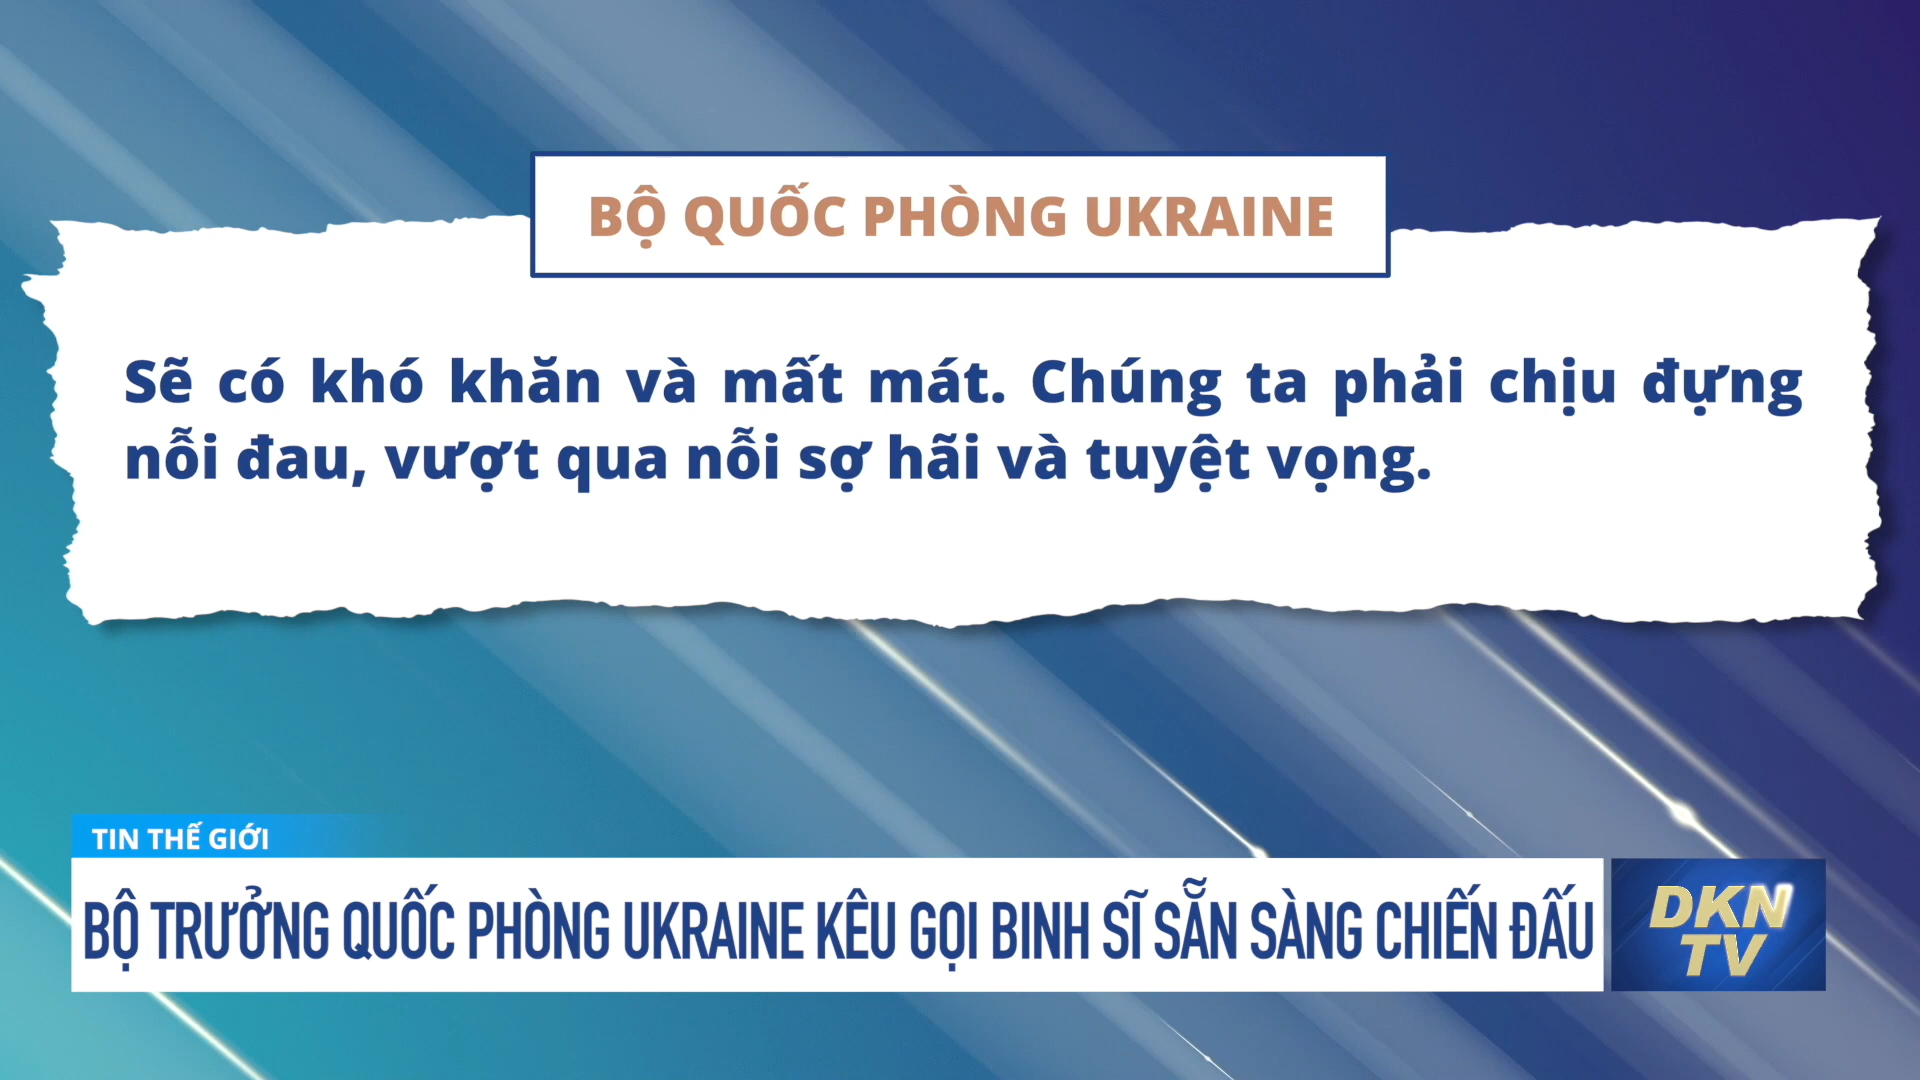 BỘ QUỐC PHÒNG UKRAINE
Sẽ có khó khăn và mất mát. Chúng ta phải chịu đựng
nỗi đau, vượt qua nỗi sợ hãi và tuyệt vọng.
TIN THẾ GIỚI
BỘ TRƯỞNG QUỐC PHÒNG UKRAINE KÊU GỌI BINH SĨ SẴN SÀNG CHIẾN ĐẤU
DKN
TV